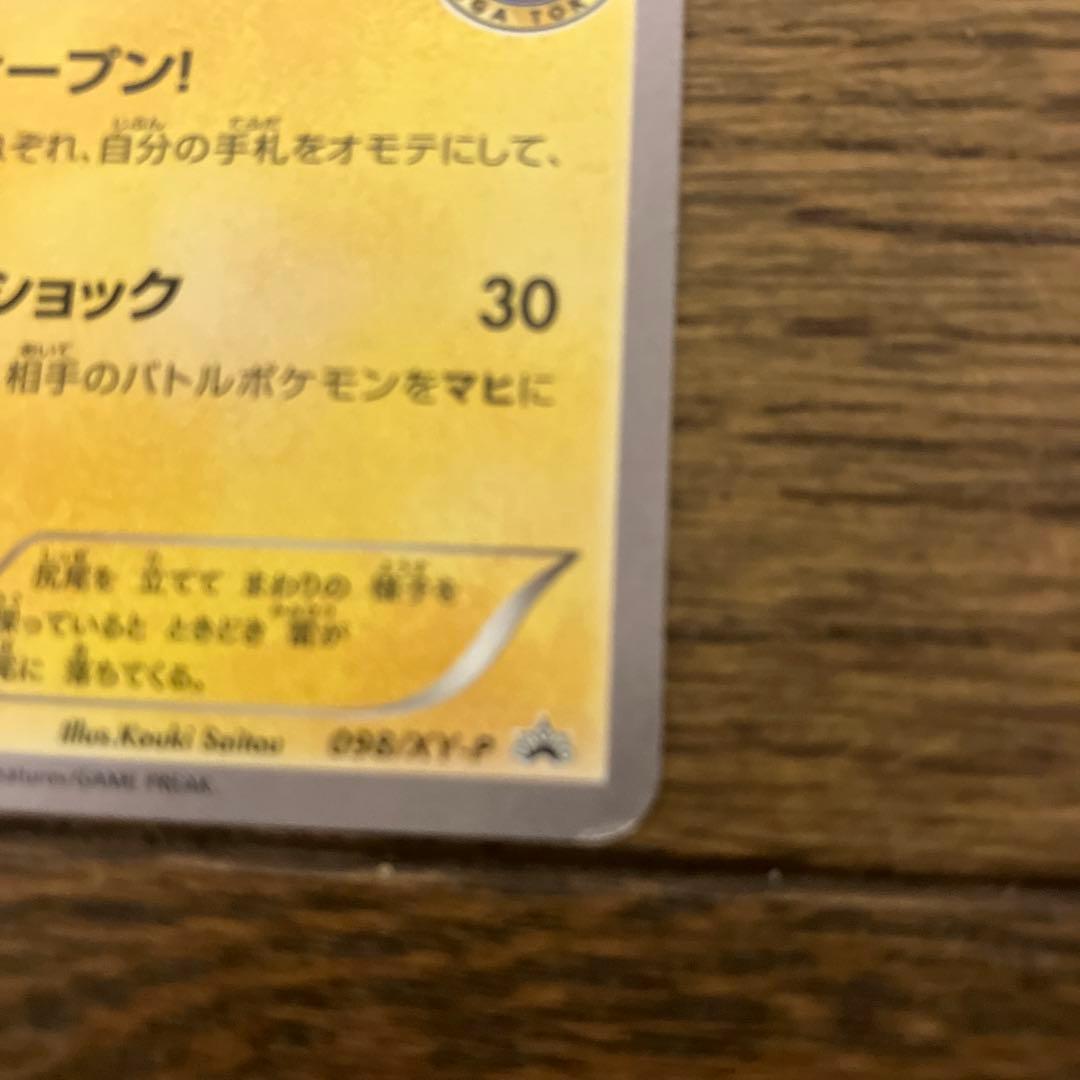 GA TOK
ープン!
ぞれ、自分の手札をオモテにして、
ショック 30
相手のバトルポケモンをマヒに
尻尾を 立てて まわりの 様子を
探っていると ときどき 雷が
尾に 落ちてくる。
Illus.Kouki Saitou 098/XY-P
eatures/GAME FREAK.